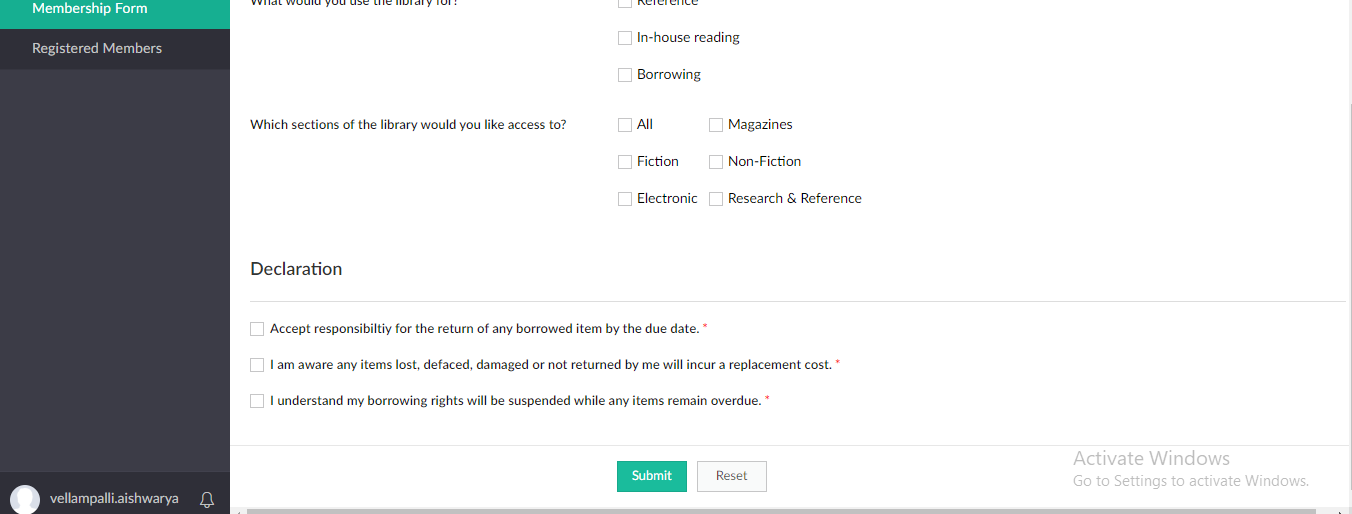 Membership Form
Registered Members
What would you use the library for?
Reference
In-house reading
Borrowing
Which sections of the library would you like access to?
All Magazines
Fiction Non-Fiction
Electronic Research & Reference
Declaration
Accept responsibiltiy for the return of any borrowed item by the due date. *
I am aware any items lost, defaced, damaged or not returned by me will incur a replacement cost. *
I understand my borrowing rights will be suspended while any items remain overdue. *
Submit Reset
Activate Windows
Go to Settings to activate Windows.
vellampalli.aishwarya